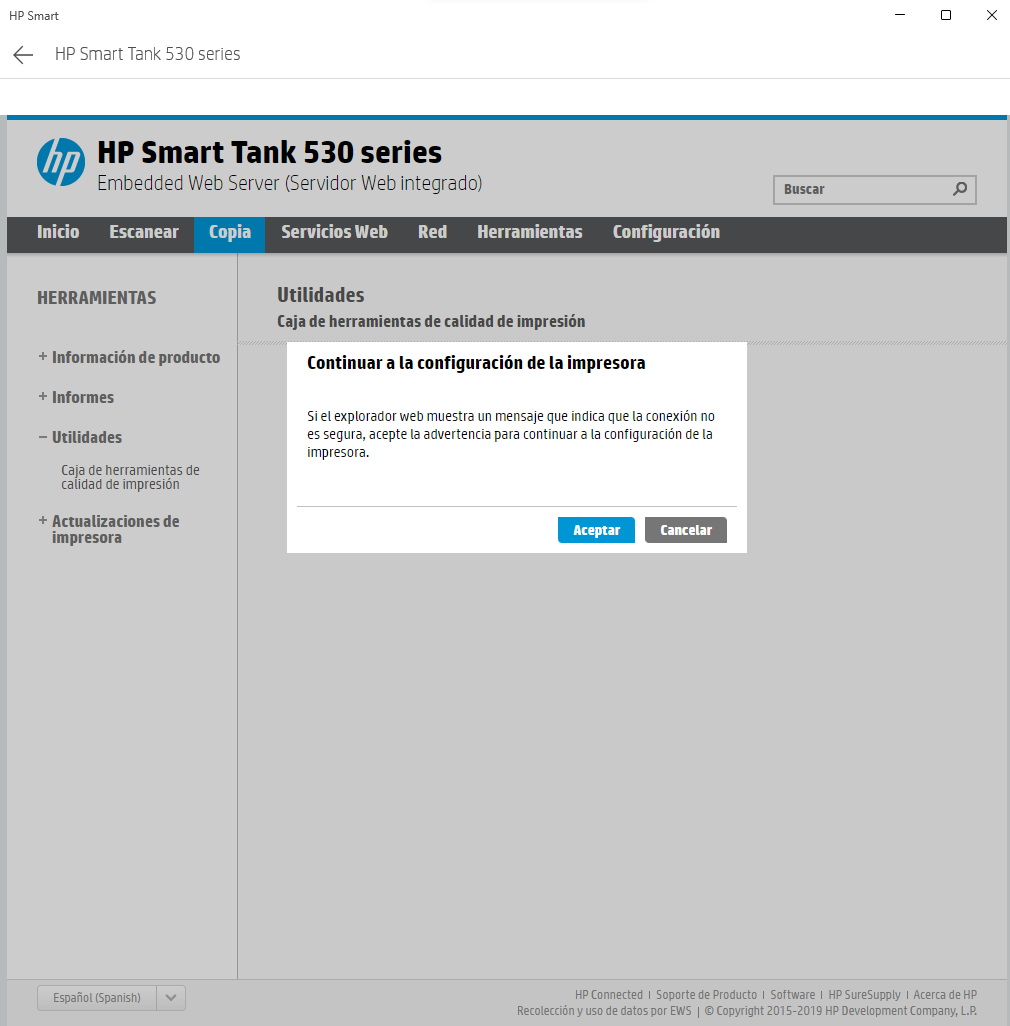 HP Smart
HP Smart Tank 530 series
hp
HP Smart Tank 530 series
Embedded Web Server (Servidor Web integrado)
Buscar
Inicio Escanear Copia Servicios Web Red Herramientas Configuración
HERRAMIENTAS
+ Información de producto
+ Informes
– Utilidades
Caja de herramientas de
calidad de impresión
+ Actualizaciones de
impresora
Utilidades
Caja de herramientas de calidad de impresión
Continuar a la configuración de la impresora
Si el explorador web muestra un mensaje que indica que la conexión no
es segura, acepte la advertencia para continuar a la configuración de la
impresora.
Aceptar Cancelar
Español (Spanish)
HP Connected | Soporte de Producto | Software | HP SureSupply | Acerca de HP
Recolección y uso de datos por EWS | © Copyright 2015-2019 HP Development Company, L.P.